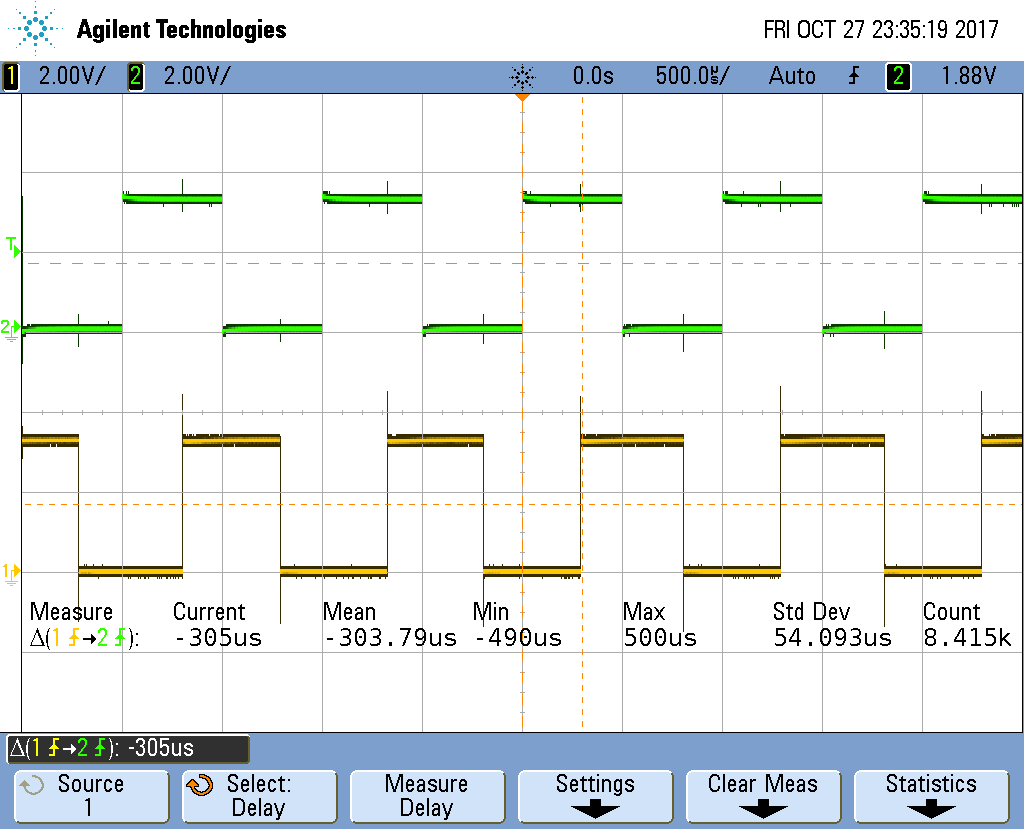 Agilent Technologies
FRI OCT 27 23:35:19 2017
1 2.00V/ 2 2.00V/ 0.0s 500.0㎲/ Auto 2 1.88V
T
2
1
Measure Current Mean Min Max Std Dev Count
Δ(1→2): -305us -303.79us -490us 500us 54.093us 8.415k
Δ(1→2): -305us
Source
1
Select:
Delay
Measure
Delay
Settings
Clear Meas
Statistics